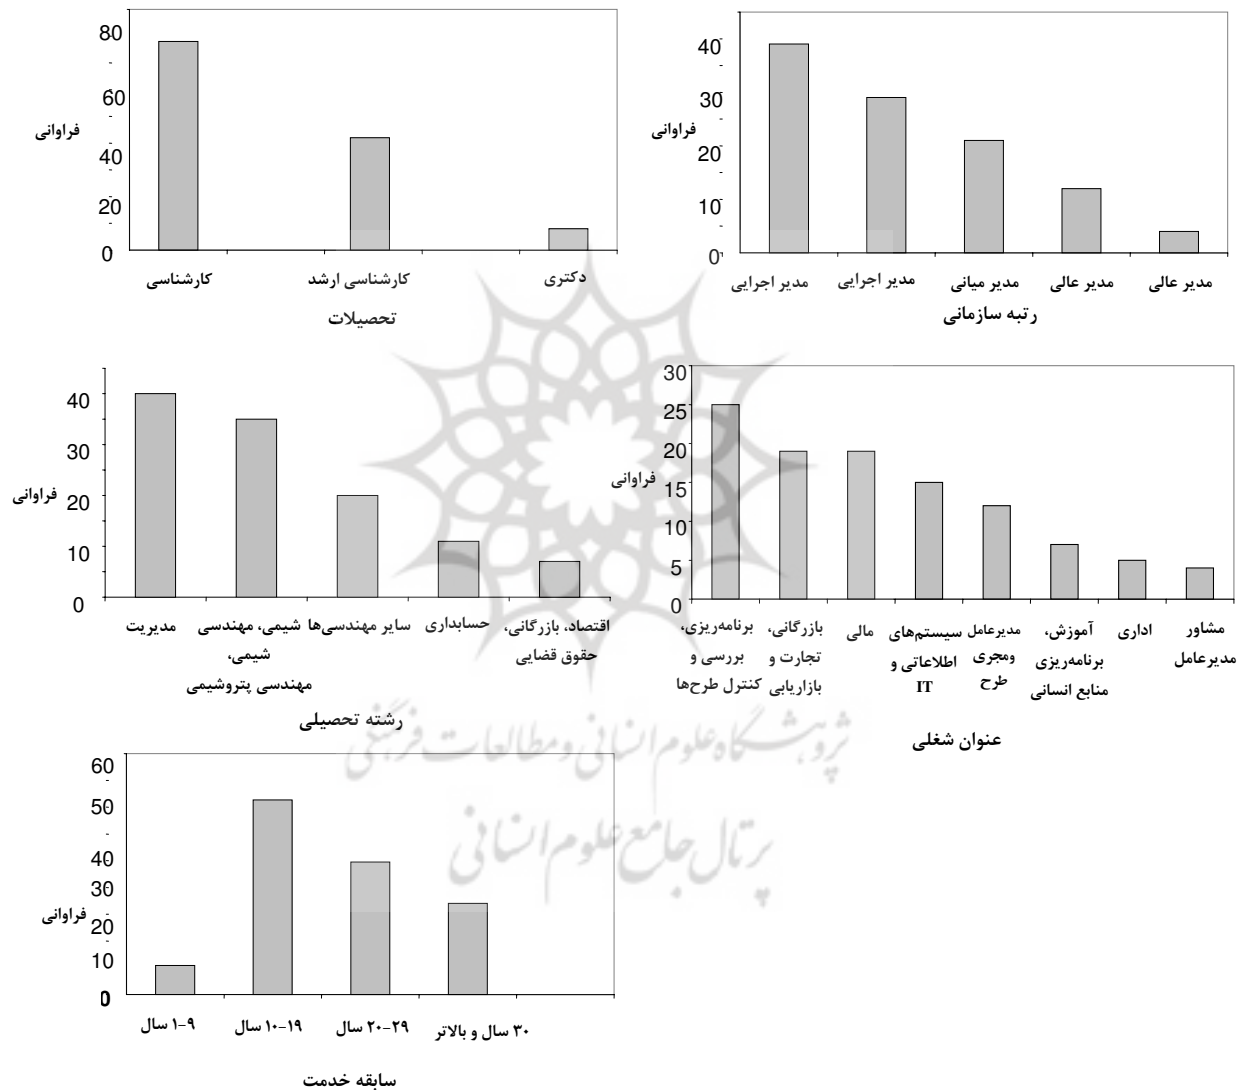 80
60
40
20
0
فراوانی
کارشناسی
کارشناسی ارشد
دکتری
تحصیلات
40
30
20
10
0
فراوانی
مدیر اجرایی
مدیر اجرایی
مدیر میانی
مدیر عالی
مدیر عالی
رتبه سازمانی
40
30
20
10
0
فراوانی
مدیریت
شیمی، مهندسی
شیمی،
مهندسی پتروشیمی
سایر مهندسی‌ها
حسابداری
اقتصاد، بازرگانی،
حقوق قضایی
رشته تحصیلی
30
25
20
15
10
5
0
فراوانی
برنامه‌ریزی،
بررسی و
کنترل طرح‌ها
بازرگانی،
تجارت و
بازاریابی
مالی
سیستم‌های
اطلاعاتی و
IT
مدیرعامل
ومجری
طرح
آموزش،
برنامه‌ریزی
منابع انسانی
اداری
مشاور
مدیرعامل
عنوان شغلی
پژوهشگاه علوم انسانی و مطالعات فرهنگی
پرتال جامع علوم انسانی
60
50
40
30
20
10
0
فراوانی
۱-۹ سال
۱۰-۱۹ سال
۲۰-۲۹ سال
۳۰ سال و بالاتر
سابقه خدمت